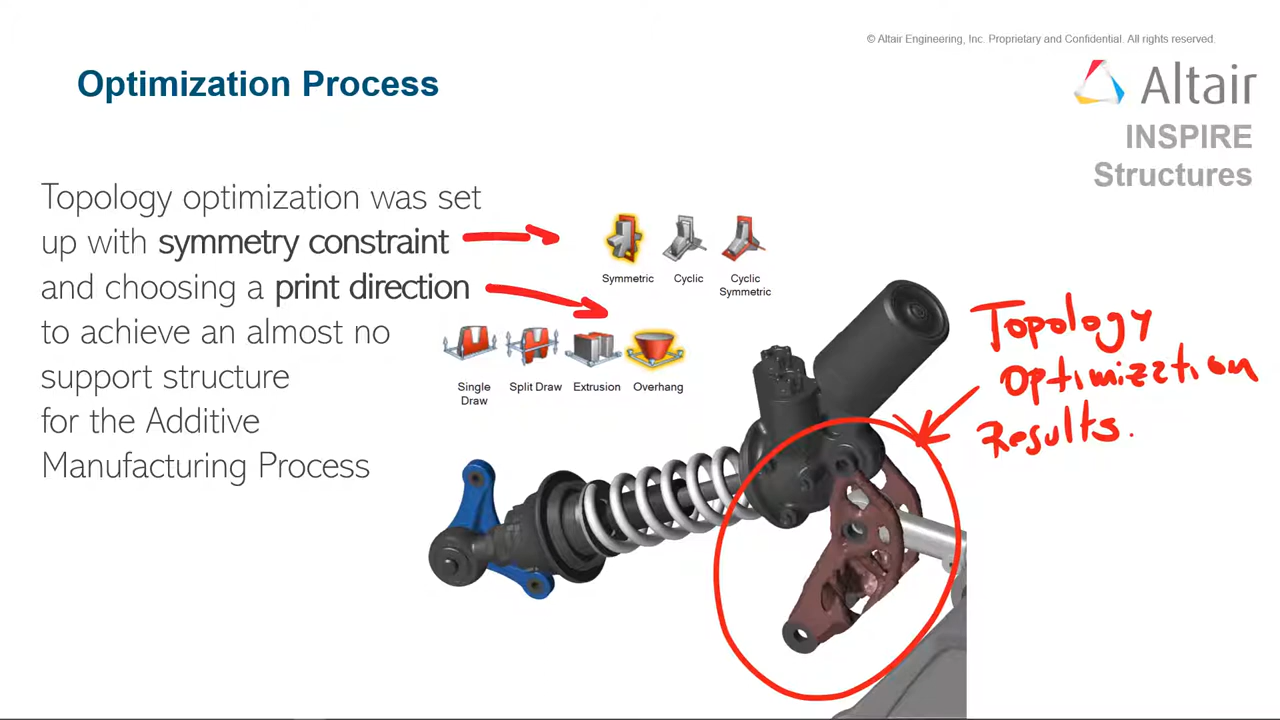 © Altair Engineering, Inc. Proprietary and Confidential. All rights reserved.
Optimization Process
Altair
INSPIRE
Structures
Topology optimization was set
up with symmetry constraint
and choosing a print direction
to achieve an almost no
support structure
for the Additive
Manufacturing Process
Symmetric
Cyclic
Cyclic
Symmetric
Single
Draw
Split Draw
Extrusion
Overhang
Topology
Optimization
Results.